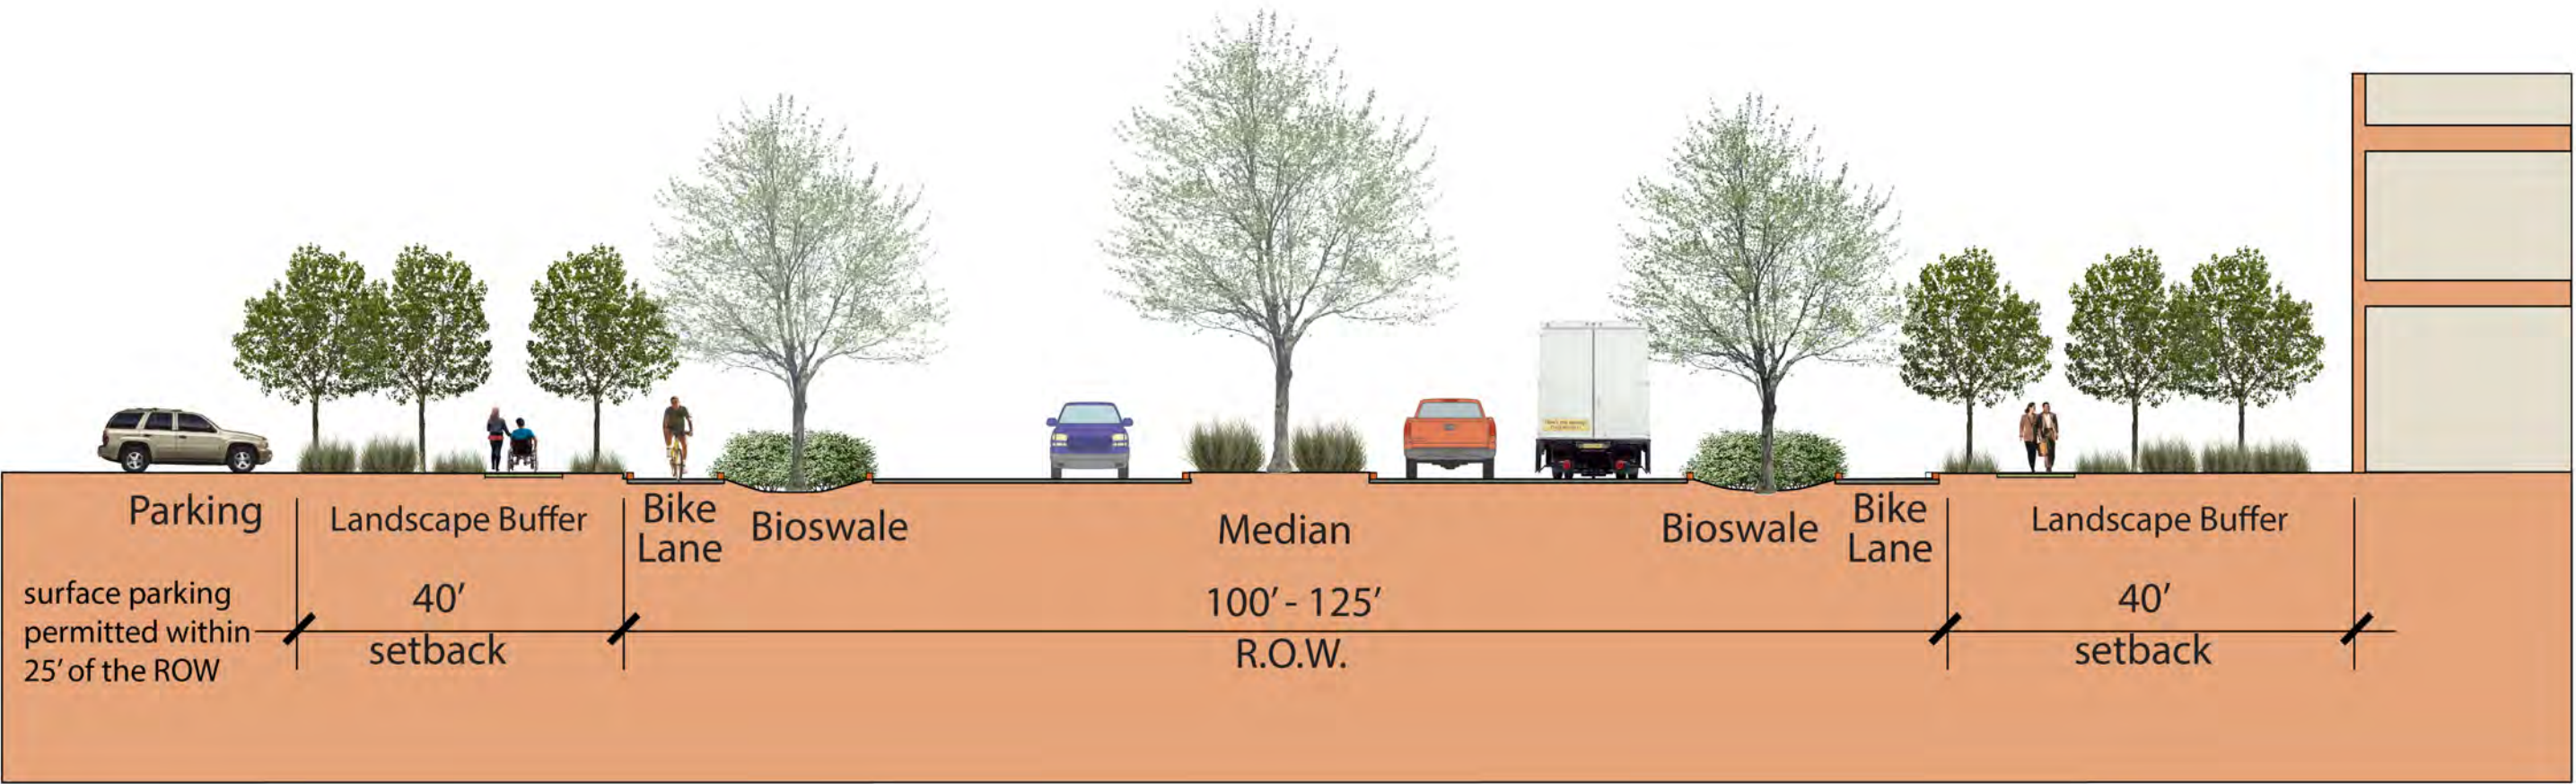 Parking
Landscape Buffer
Bike
Lane
Bioswale
Median
Bioswale
Bike
Lane
Landscape Buffer
surface parking
permitted within
25' of the ROW
40'
setback
100' - 125'
R.O.W.
40'
setback